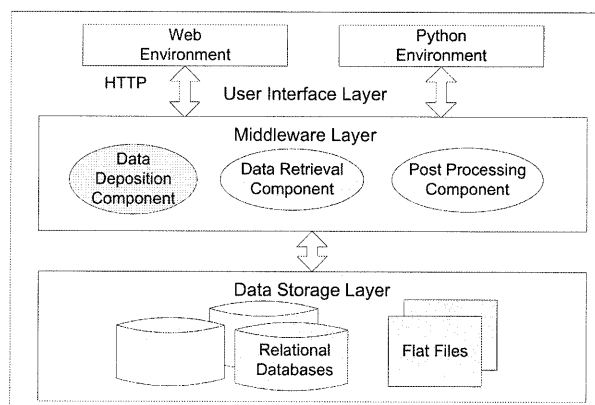 Web
Environment
Python
Environment
HTTP
User Interface Layer
Middleware Layer
Data
Deposition
Component
Data Retrieval
Component
Post Processing
Component
Data Storage Layer
Relational
Databases
Flat Files